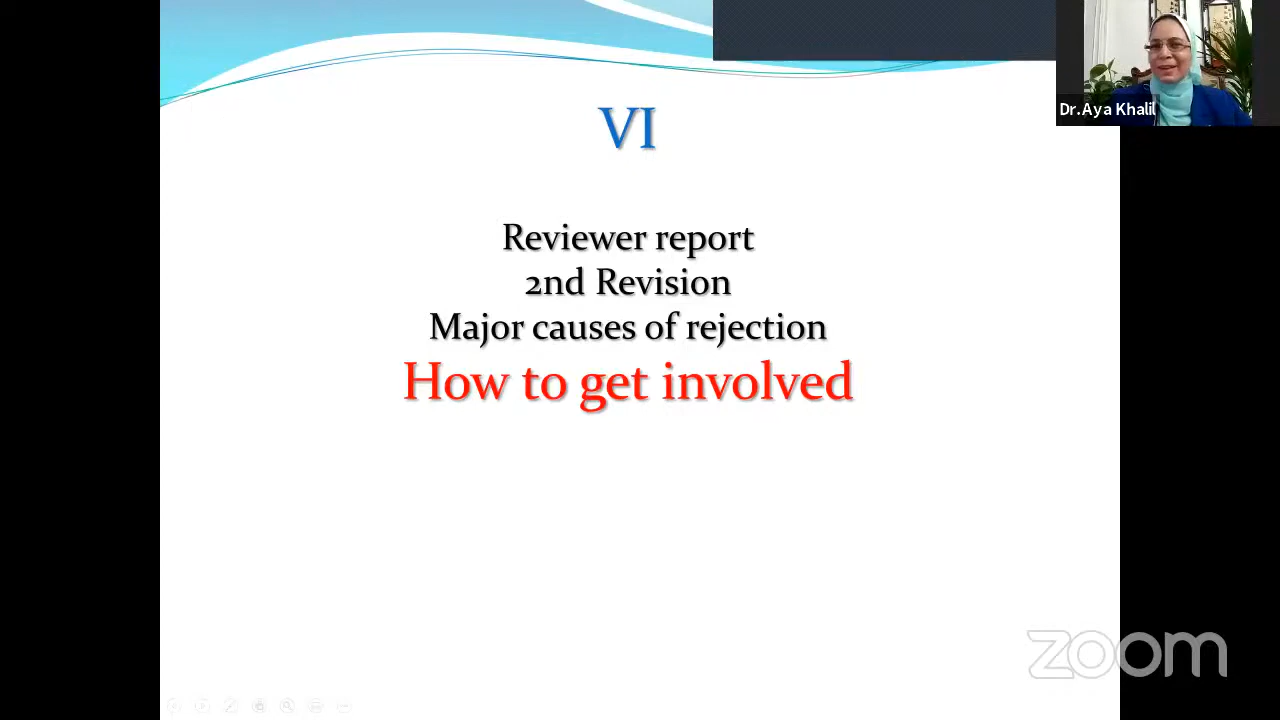 VI
Reviewer report
2nd Revision
Major causes of rejection
How to get involved
Dr.Aya Khalil
zoom